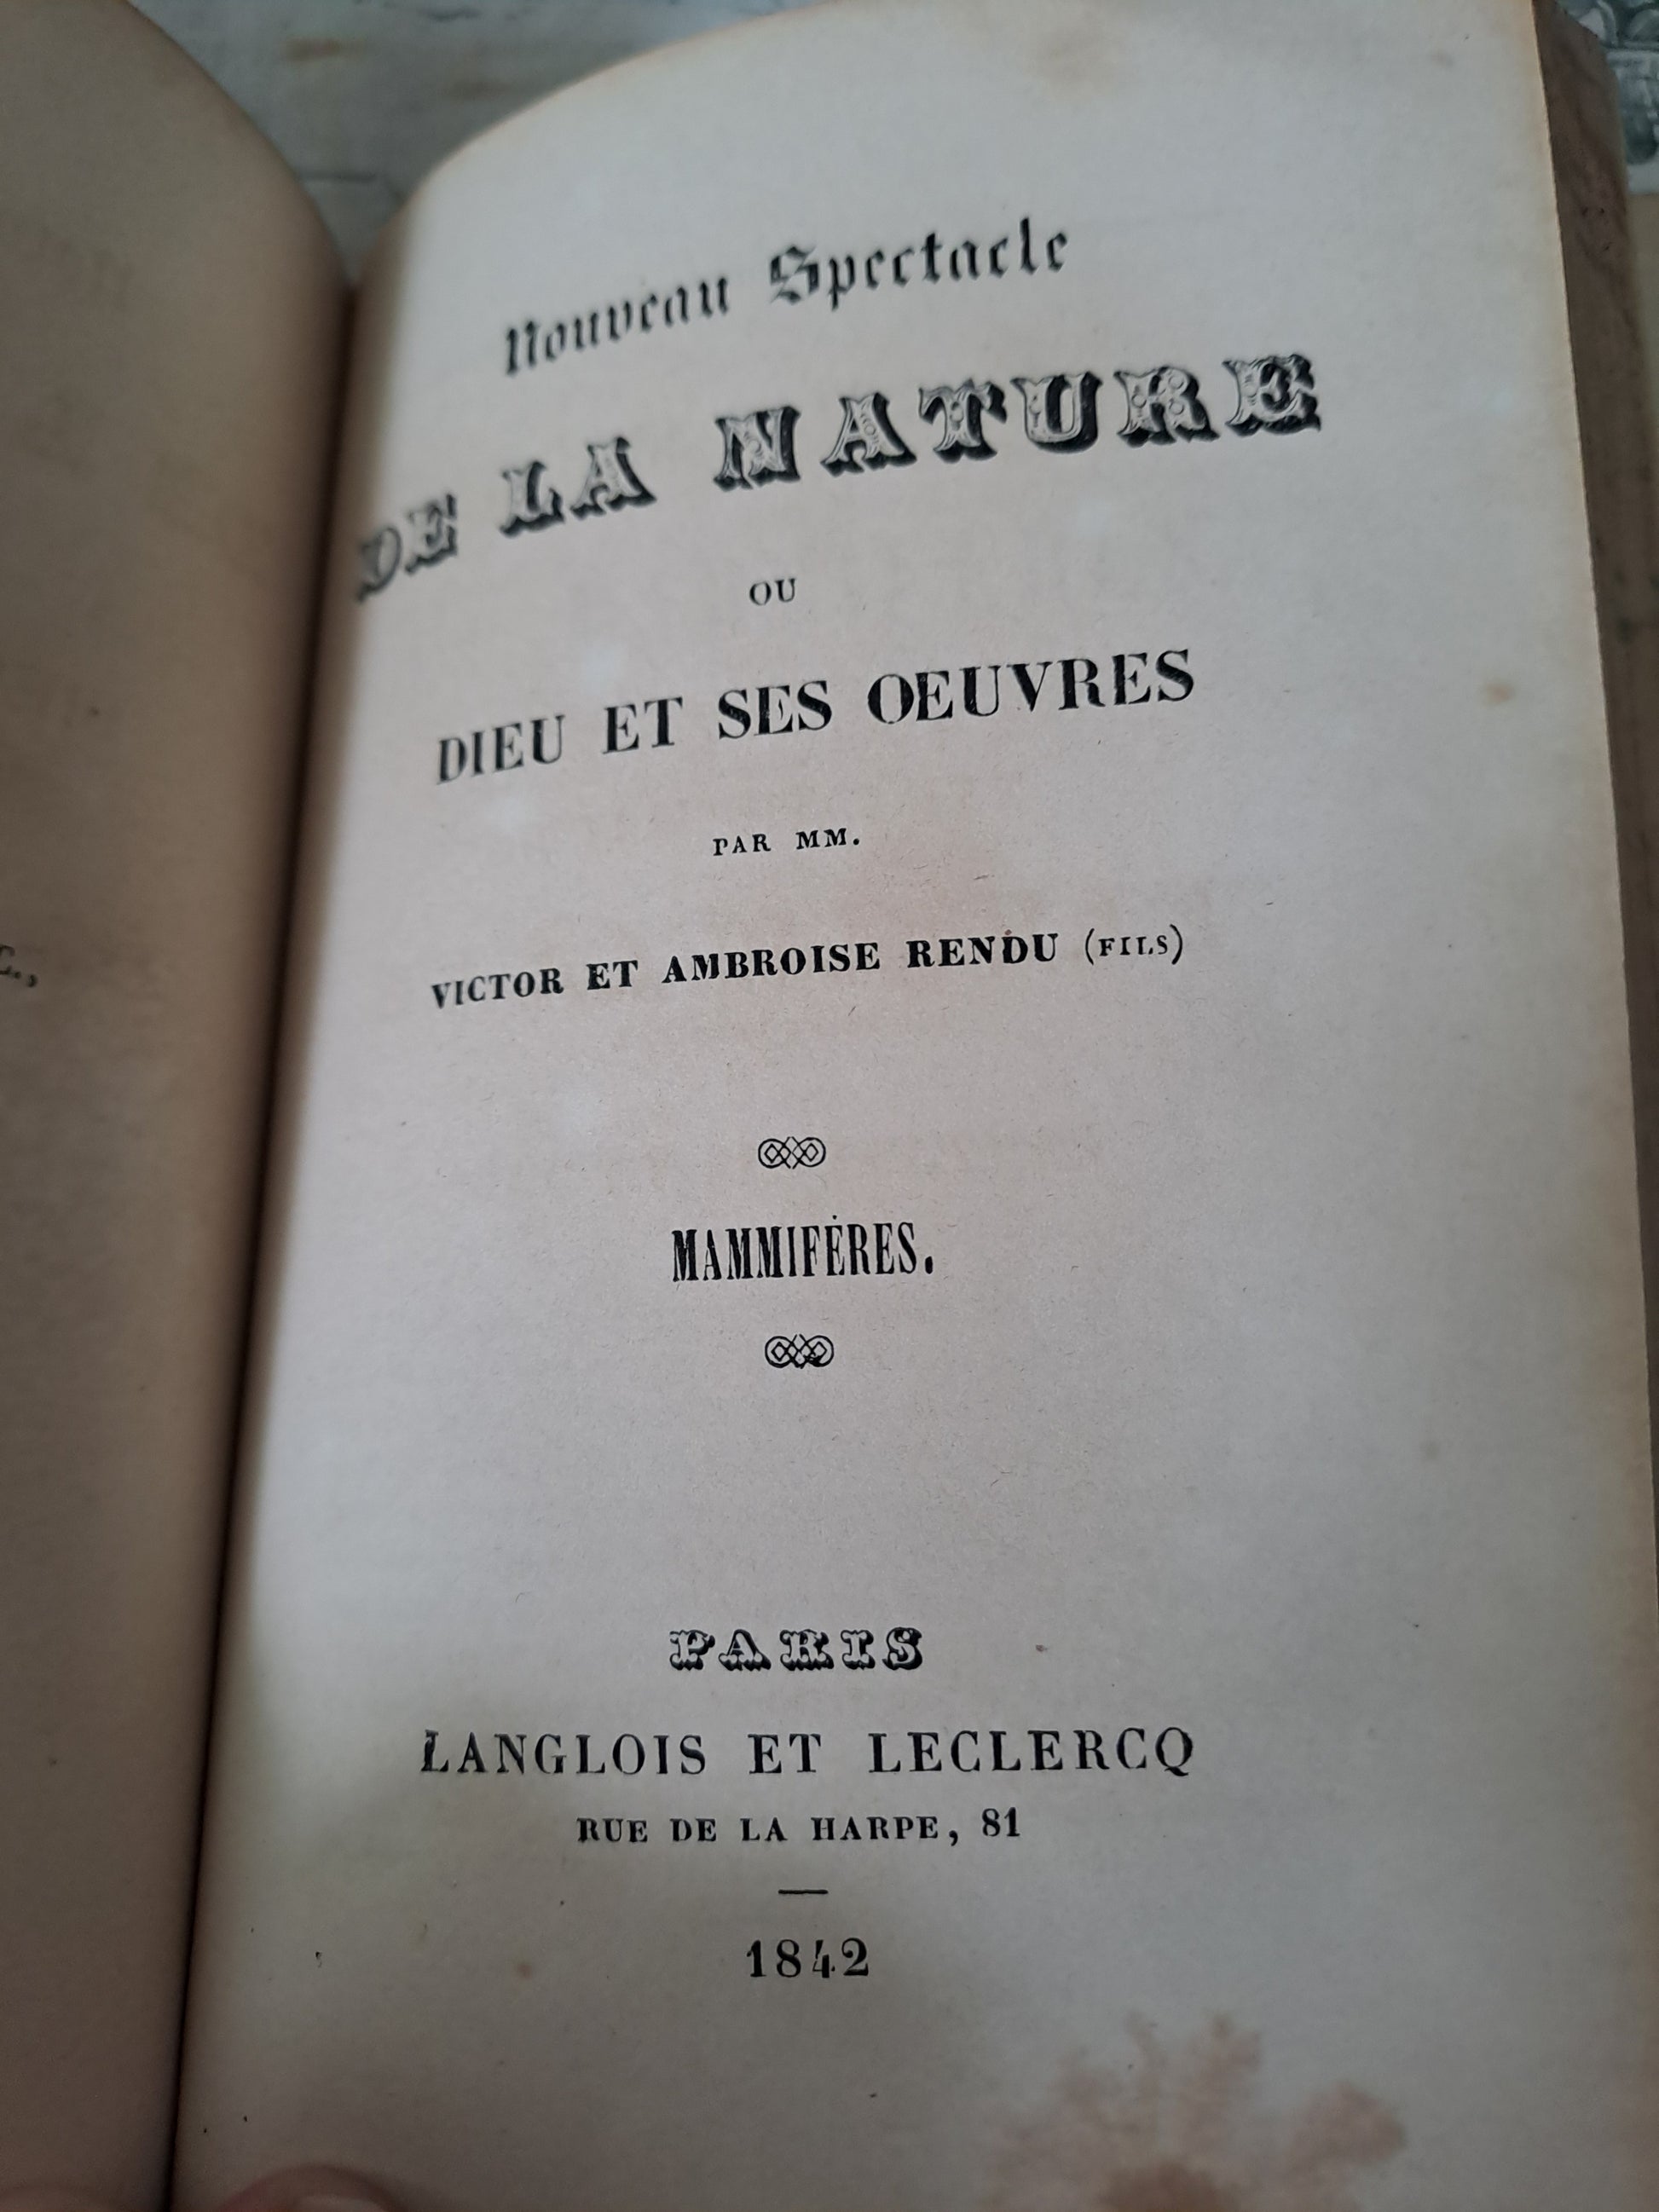 Nouveau Spectacle
DE LA NATURE
OU
DIEU ET SES OEUVRES
PAR MM.
VICTOR ET AMBROISE RENDU (FILS)
MAMMIFÈRES.
PARIS
LANGLOIS ET LECLERCQ
RUE DE LA HARPE, 81
1842